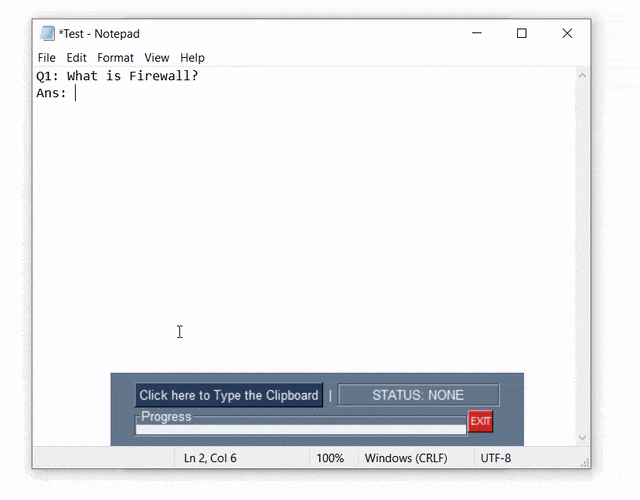 *Test - Notepad
File Edit Format View Help
Q1: What is Firewall?
Ans:
Click here to Type the Clipboard | STATUS: NONE
Progress
EXIT
Ln 2, Col 6 100% Windows (CRLF) UTF-8